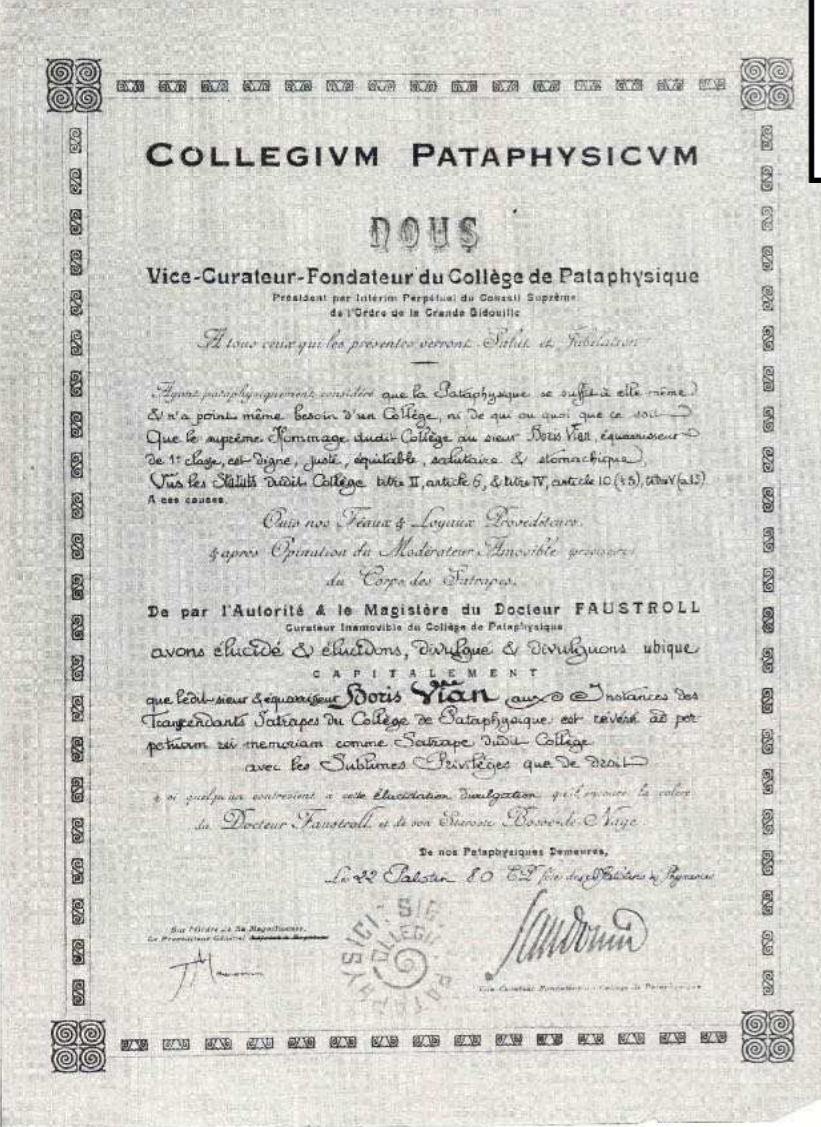 COLLEGIVM PATAPHYSICVM
NOUS
Vice-Curateur-Fondateur du Collège de Pataphysique
Président par Intérim Perpétuel du Conseil Suprême
de l'Ordre de la Grande Gidouille
A tous ceux qui les présentes verront Salut et Jubilation
Ayant pataphysiquement considéré que la Pataphysique se suffit à elle même
& n'a point même besoin d'un Collège, ni de qui ou quoi que ce soit
Que le suprême Hommage dudit Collège au sieur Boris Vian, équarrisseur
de 1re classe, est digne, juste, équitable, salutaire & stomachique,
Vus les Statuts dudit Collège titre II, article 6, & titre IV, article 10 (§ 5), titre V
A ces causes,
Ouïs nos Féaux & Loyaux Provéditeurs,
& après Opination du Modérateur Amovible
du Corps des Satrapes,
De par l'Autorité & le Magistère du Docteur FAUSTROLL
Curateur Inamovible du Collège de Pataphysique
avons élucidé & élucidons, divulgué & divulguons ubique
CAPITALEMENT
que ledit sieur & équarrisseur Boris Vian aux Instances des
Trancendants Satrapes du Collège de Pataphysique est révéré ad per
petuam rei memoriam comme Satrape dudit Collège
avec les Sublimes Privilèges que de droit
& si quelqu'un contrevient à cette élucidation divulgation qu'il encoure la colère
du Docteur Faustroll et de son Bosse-de-Nage
De nos Pataphysiques Demeures,
Le 22 Palotin 80 E.P. fête des
Sur l'Ordre de Sa Magnificence,
Le Provéditeur Général
SIG COLLEGII PATAPHYSICI
Sandomir
Vice-Curateur Fondateur du Collège de Pataphysique